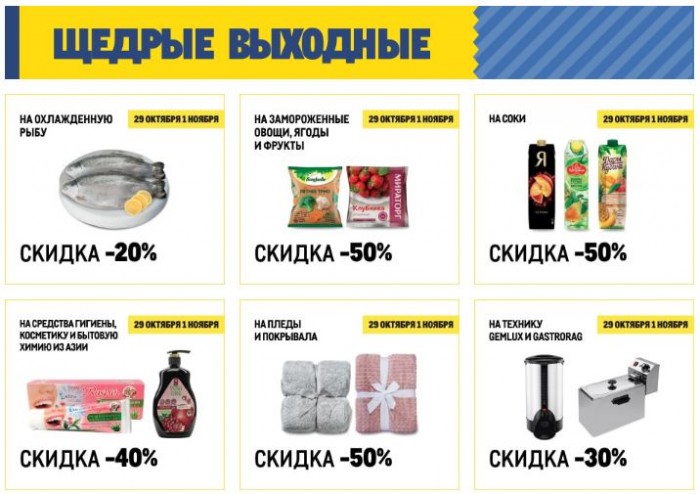 ЩЕДРЫЕ ВЫХОДНЫЕ
НА ОХЛАЖДЕННУЮ
РЫБУ
29 ОКТЯБРЯ 1 НОЯБРЯ
СКИДКА -20%
НА ЗАМОРОЖЕННЫЕ
ОВОЩИ, ЯГОДЫ
И ФРУКТЫ
29 ОКТЯБРЯ 1 НОЯБРЯ
Bonduelle
МИРАТОРГ
Клубника
СКИДКА -50%
НА СОКИ
29 ОКТЯБРЯ 1 НОЯБРЯ
Я
СКИДКА -50%
НА СРЕДСТВА ГИГИЕНЫ,
КОСМЕТИКУ И БЫТОВУЮ
ХИМИЮ ИЗ АЗИИ
29 ОКТЯБРЯ 1 НОЯБРЯ
СКИДКА -40%
НА ПЛЕДЫ
И ПОКРЫВАЛА
29 ОКТЯБРЯ 1 НОЯБРЯ
СКИДКА -50%
НА ТЕХНИКУ
GEMLUX И GASTRORAG
29 ОКТЯБРЯ 1 НОЯБРЯ
СКИДКА -30%